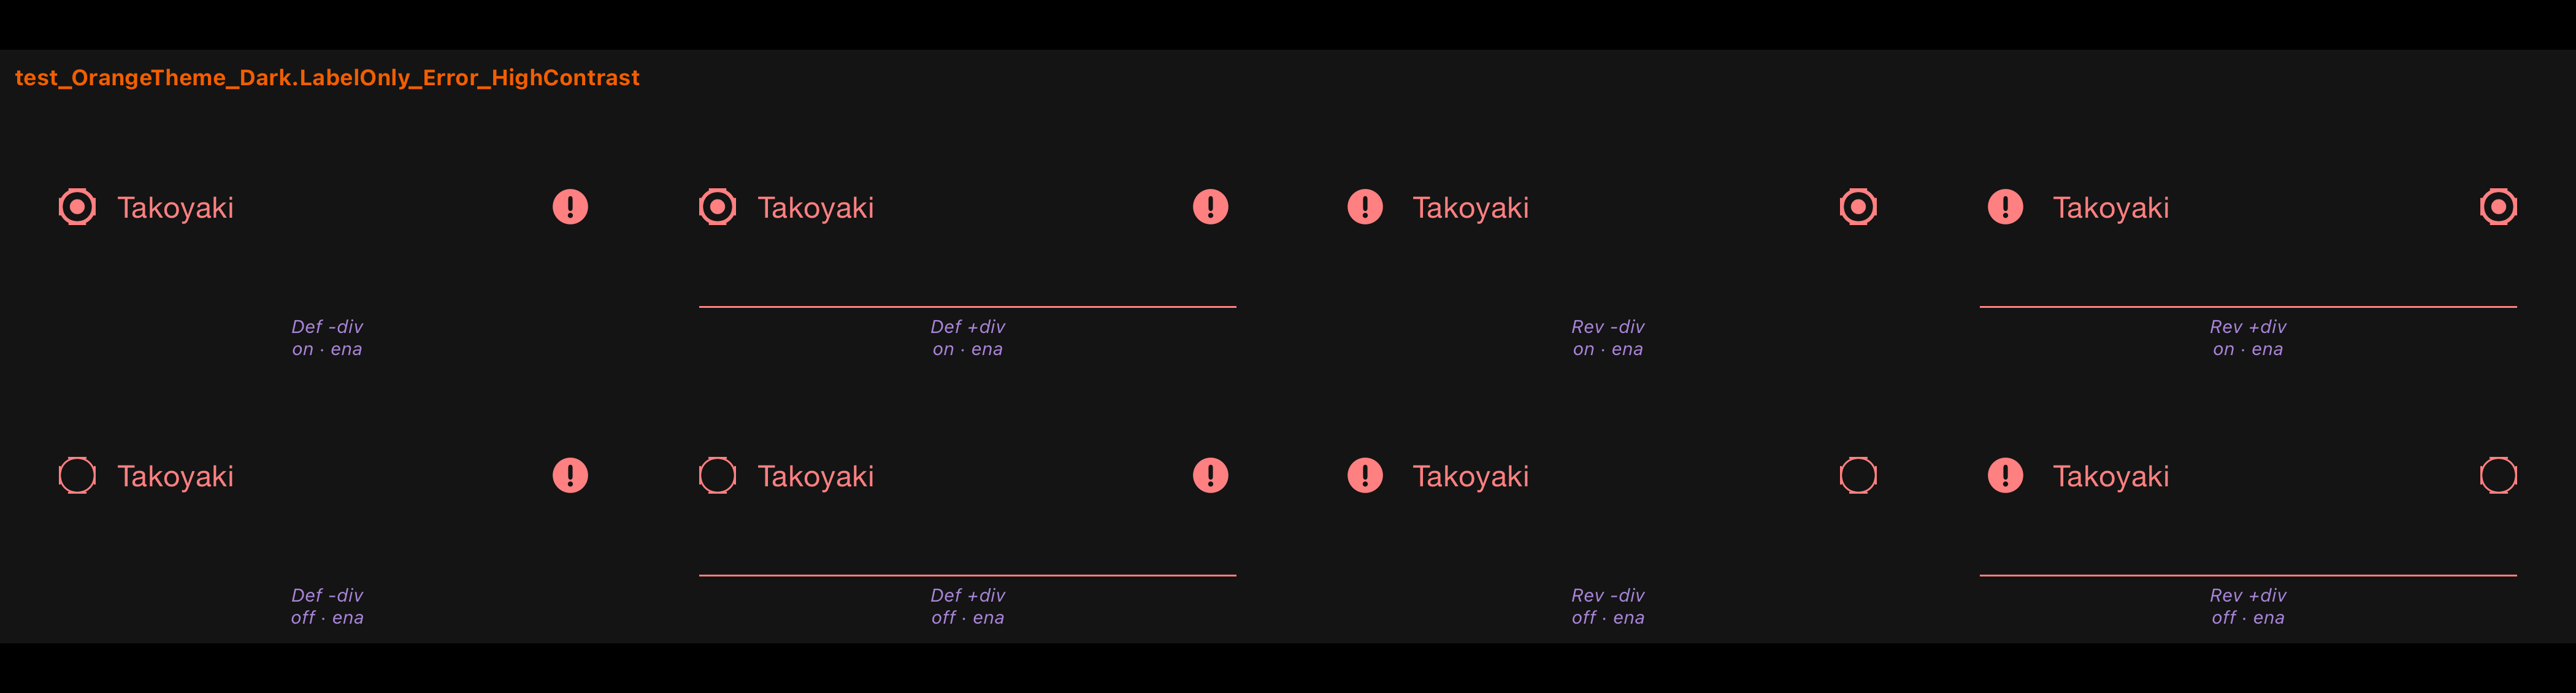 test_OrangeTheme_Dark.LabelOnly_Error_HighContrast
Takoyaki
Takoyaki
Takoyaki
Takoyaki
Def -div
on · ena
Def +div
on · ena
Rev -div
on · ena
Rev +div
on · ena
Takoyaki
Takoyaki
Takoyaki
Takoyaki
Def -div
off · ena
Def +div
off · ena
Rev -div
off · ena
Rev +div
off · ena